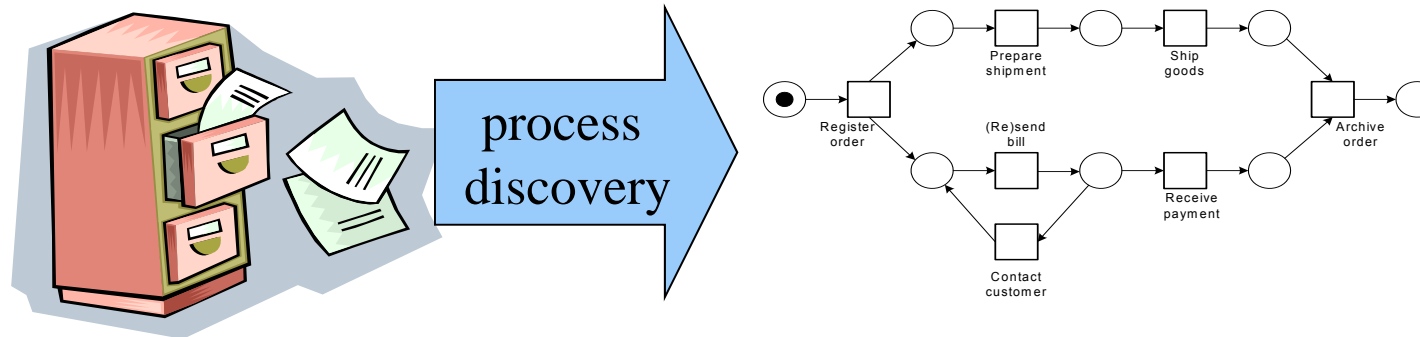 process
discovery
Register
order
Prepare
shipment
Ship
goods
(Re)send
bill
Contact
customer
Receive
payment
Archive
order